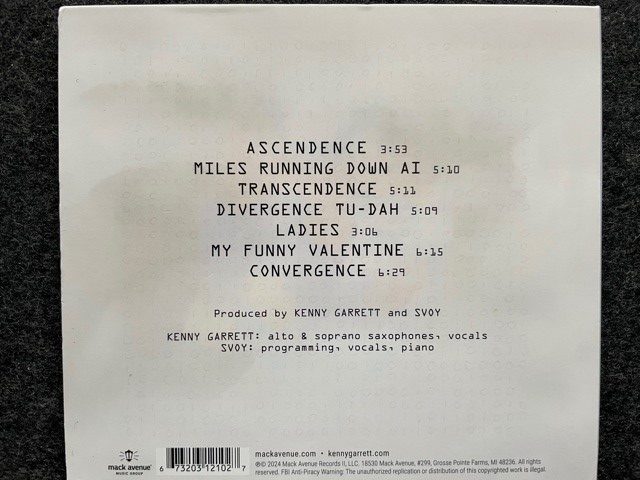 ASCENDENCE 3:53
MILES RUNNING DOWN AI 5:10
TRANSCENDENCE 5:11
DIVERGENCE TU-DAH 5:09
LADIES 3:06
MY FUNNY VALENTINE 6:15
CONVERGENCE 6:29
Produced by KENNY GARRETT and SVOY
KENNY GARRETT: alto & soprano saxophones, vocals
SVOY: programming, vocals, piano
mack avenue
MUSIC GROUP
6 73203 12102 7
mackavenue.com • kennygarrett.com
℗© 2024 Mack Avenue Records II, LLC, 18530 Mack Avenue, #299, Grosse Pointe Farms, MI 48236. All rights
reserved. FBI Anti-Piracy Warning: The unauthorized replication or distribution of this copyrighted work is illegal.